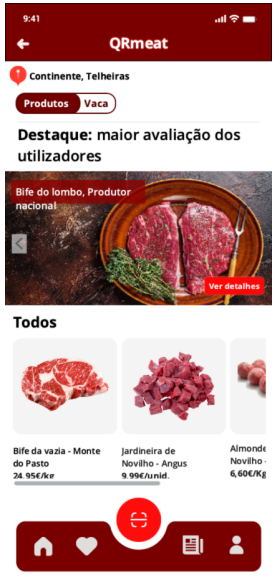 9:41
QRmeat
Continente, Telheiras
Produtos
Vaca
Destaque: maior avaliação dos
utilizadores
Bife do lombo, Produtor
nacional
Ver detalhes
Todos
Bife da vazia - Monte
do Pasto
24,95€/kg
Jardineira de
Novilho - Angus
9,99€/unid.
Almonde
Novilho -
6,60€/Kg